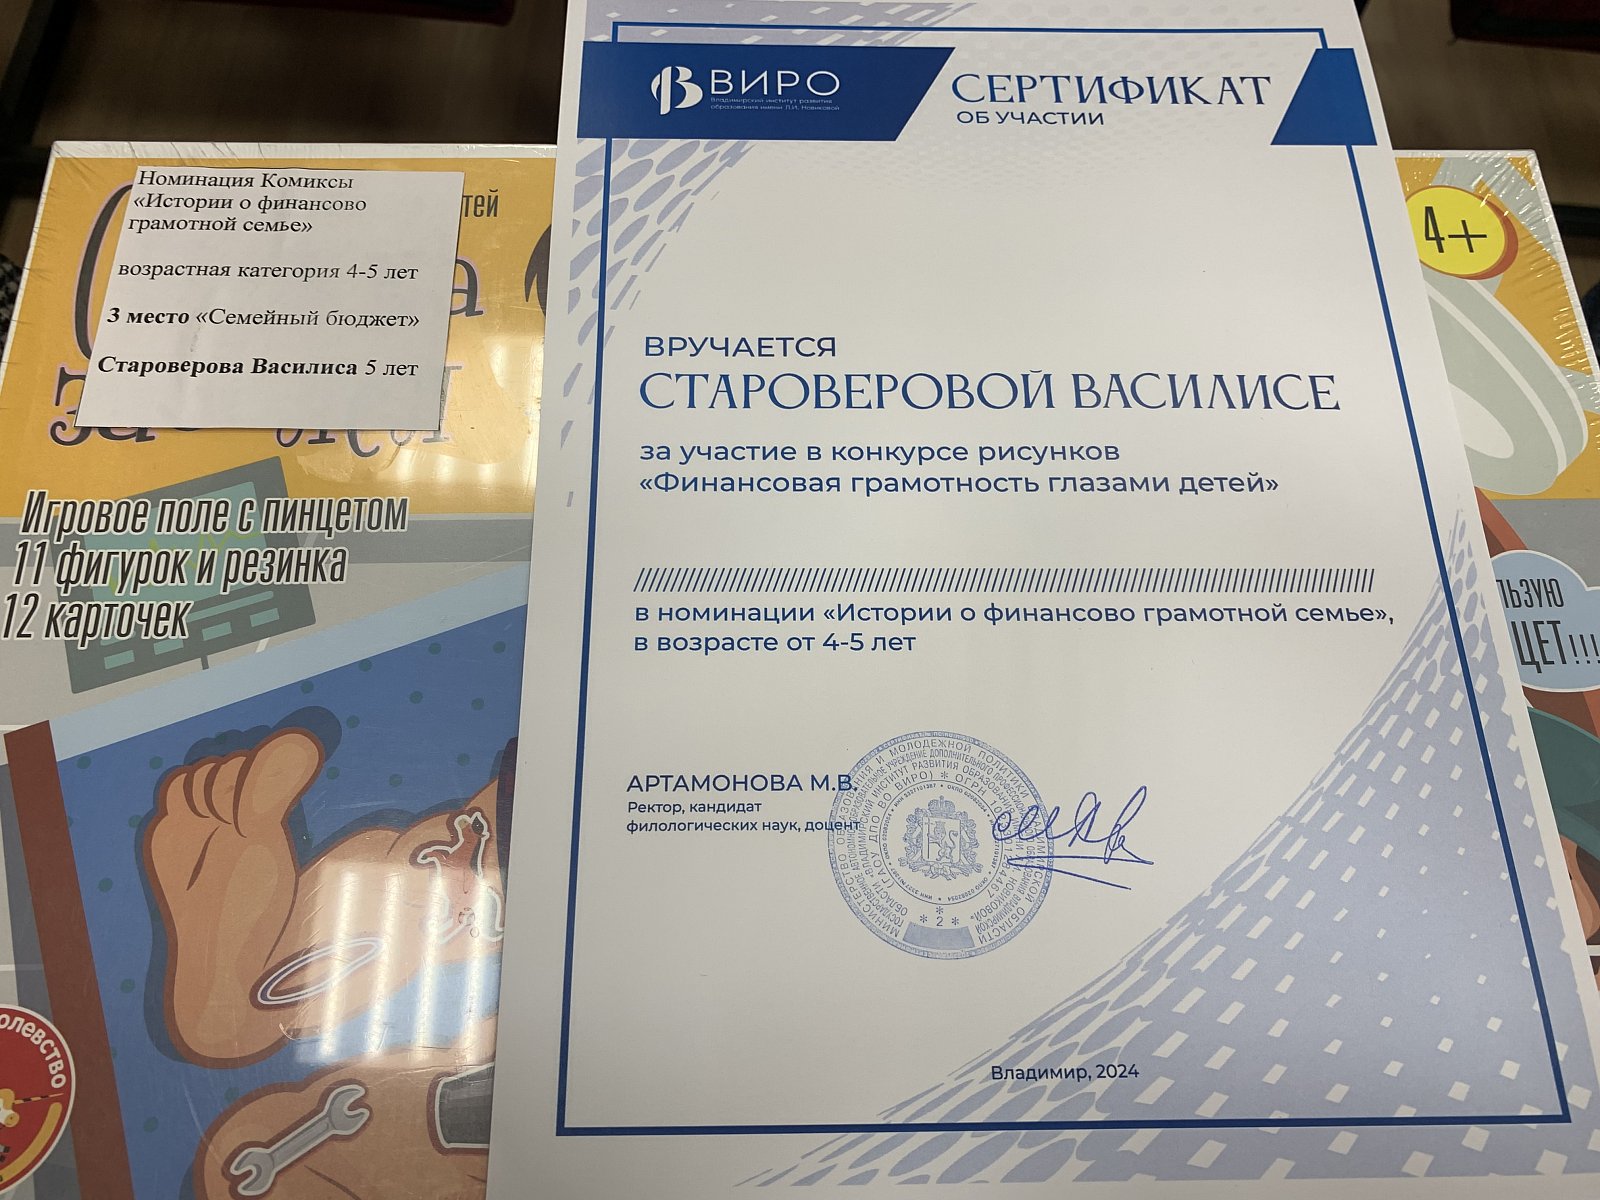 ВИРО
Владимирский институт развития
образования имени Л.И. Новиковой
СЕРТИФИКАТ
ОБ УЧАСТИИ
ВРУЧАЕТСЯ
СТАРОВЕРОВОЙ ВАСИЛИСЕ
за участие в конкурсе рисунков
«Финансовая грамотность глазами детей»
в номинации «Истории о финансово грамотной семье»,
в возрасте от 4-5 лет
АРТАМОНОВА М.В.
Ректор, кандидат
филологических наук, доцент
Владимир, 2024
Номинация Комиксы
«Истории о финансово
грамотной семье»
возрастная категория 4-5 лет
3 место «Семейный бюджет»
Староверова Василиса 5 лет
Игровое поле с пинцетом
11 фигурок и резинка
12 карточек
4+